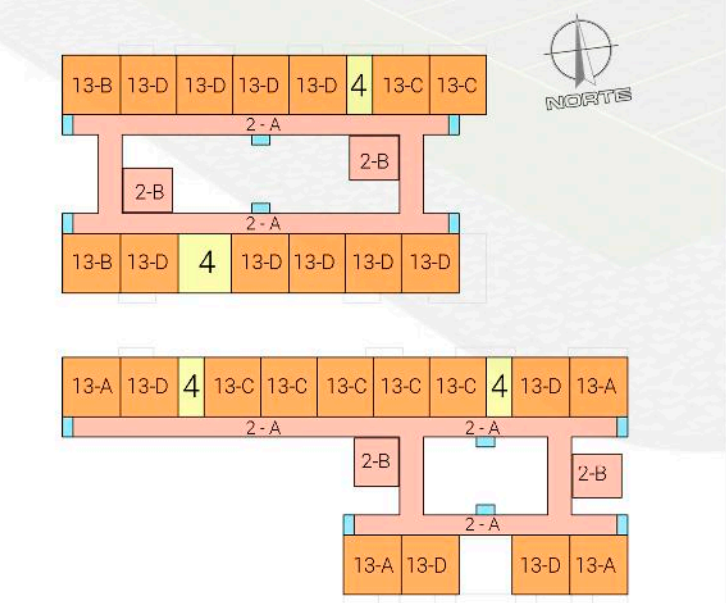 NORTE
13-B 13-D 13-D 13-D 13-D 4 13-C 13-C
2 - A
2-B
2-B
2 - A
13-B 13-D 4 13-D 13-D 13-D 13-D
13-A 13-D 4 13-C 13-C 13-C 13-C 13-C 4 13-D 13-A
2 - A 2 - A
2-B 2-B
2 - A
13-A 13-D 13-D 13-A